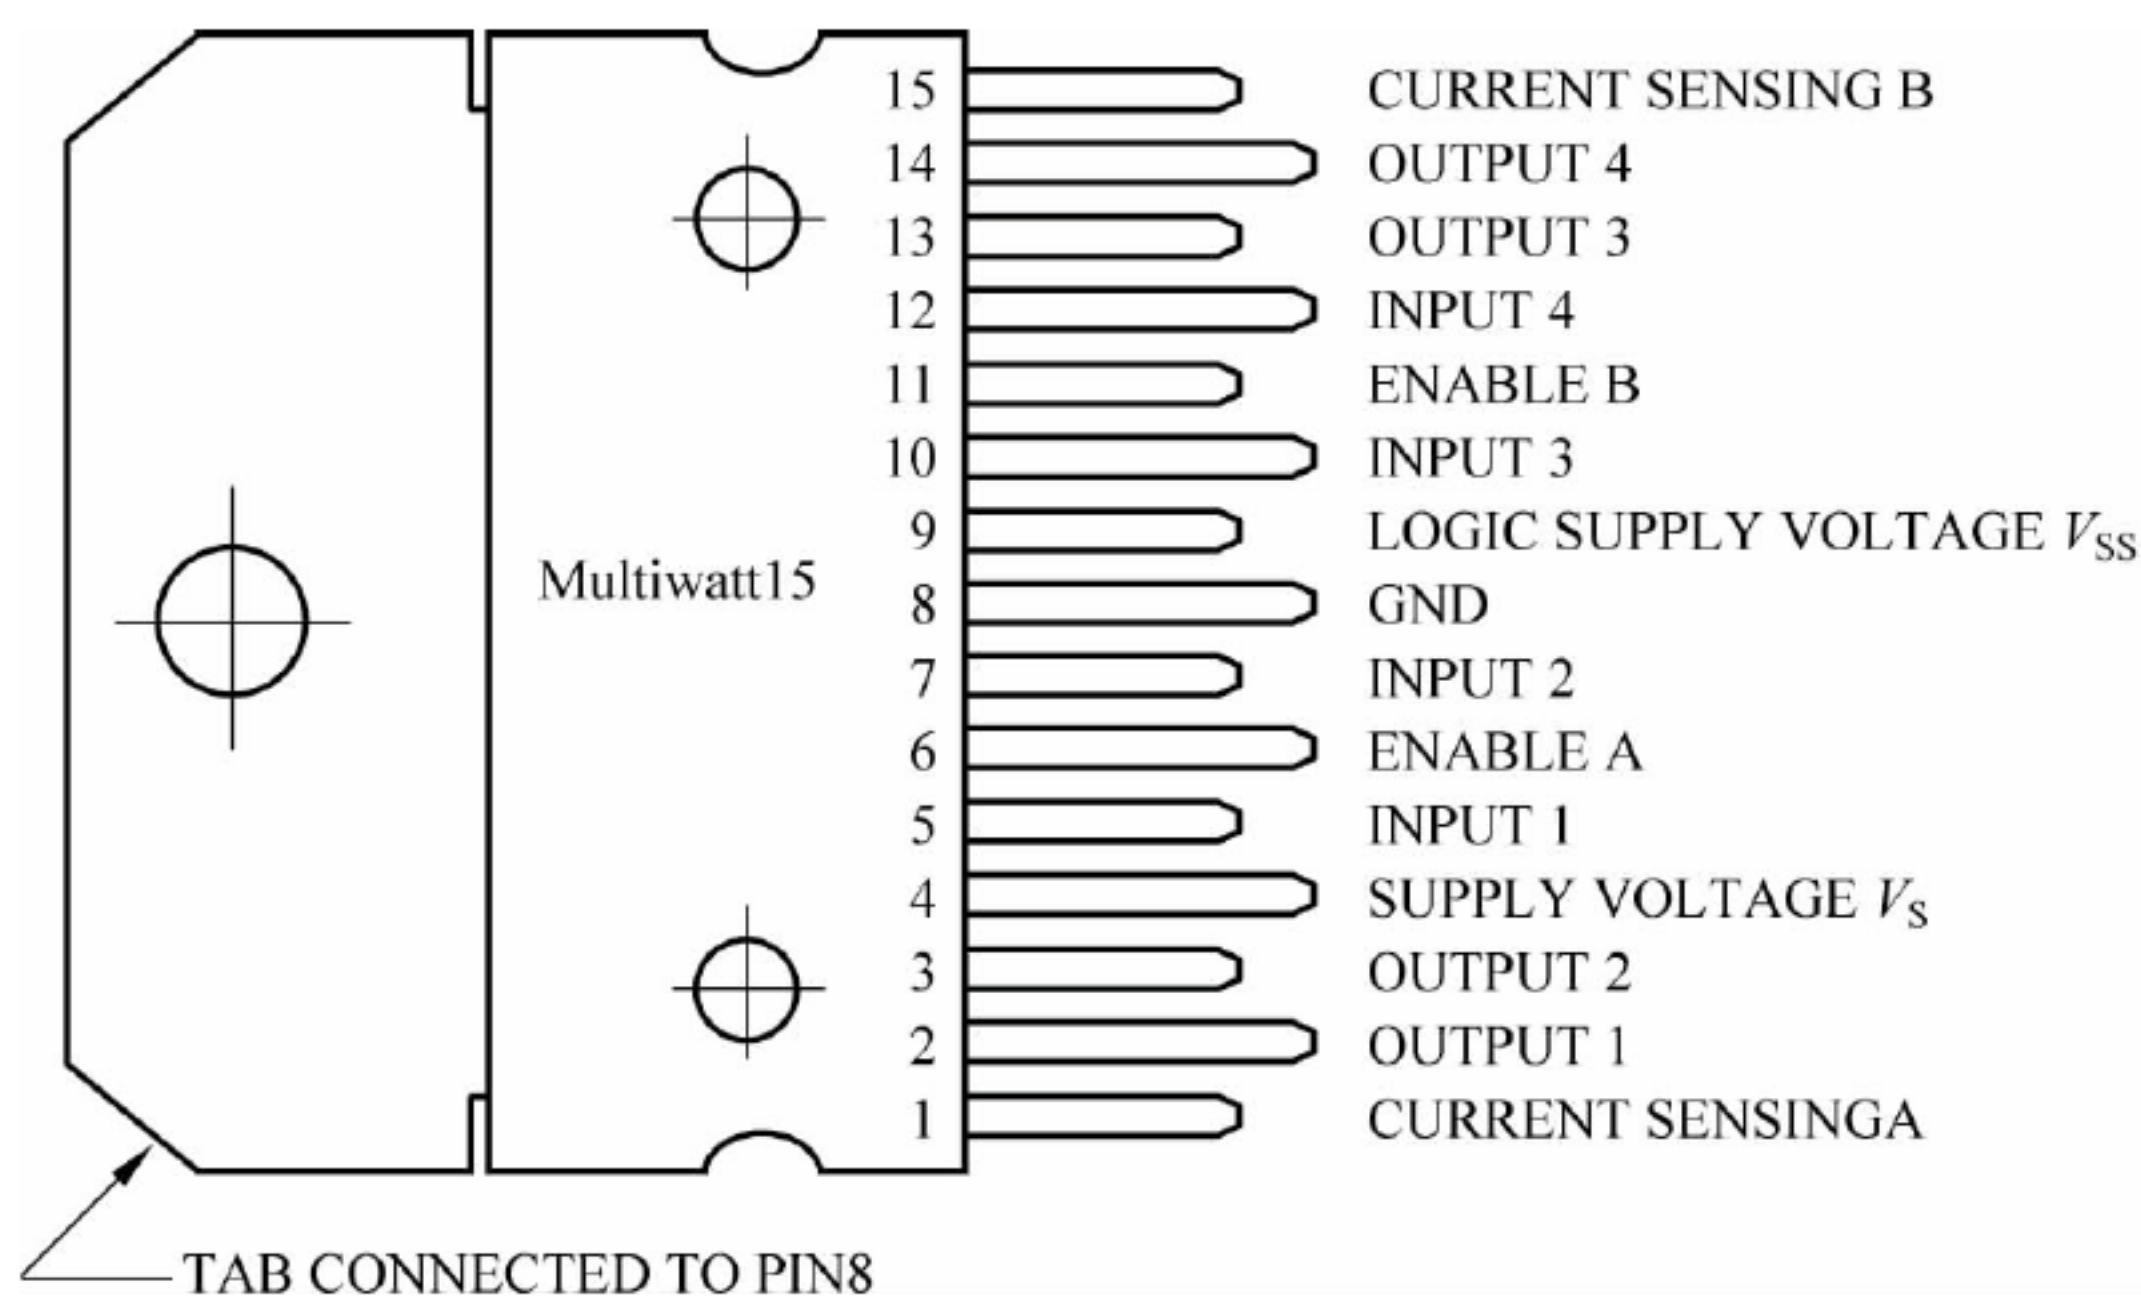 15 CURRENT SENSING B
14 OUTPUT 4
13 OUTPUT 3
12 INPUT 4
11 ENABLE B
10 INPUT 3
9 LOGIC SUPPLY VOLTAGE VSS
Multiwatt15
8 GND
7 INPUT 2
6 ENABLE A
5 INPUT 1
4 SUPPLY VOLTAGE VS
3 OUTPUT 2
2 OUTPUT 1
1 CURRENT SENSINGA
TAB CONNECTED TO PIN8